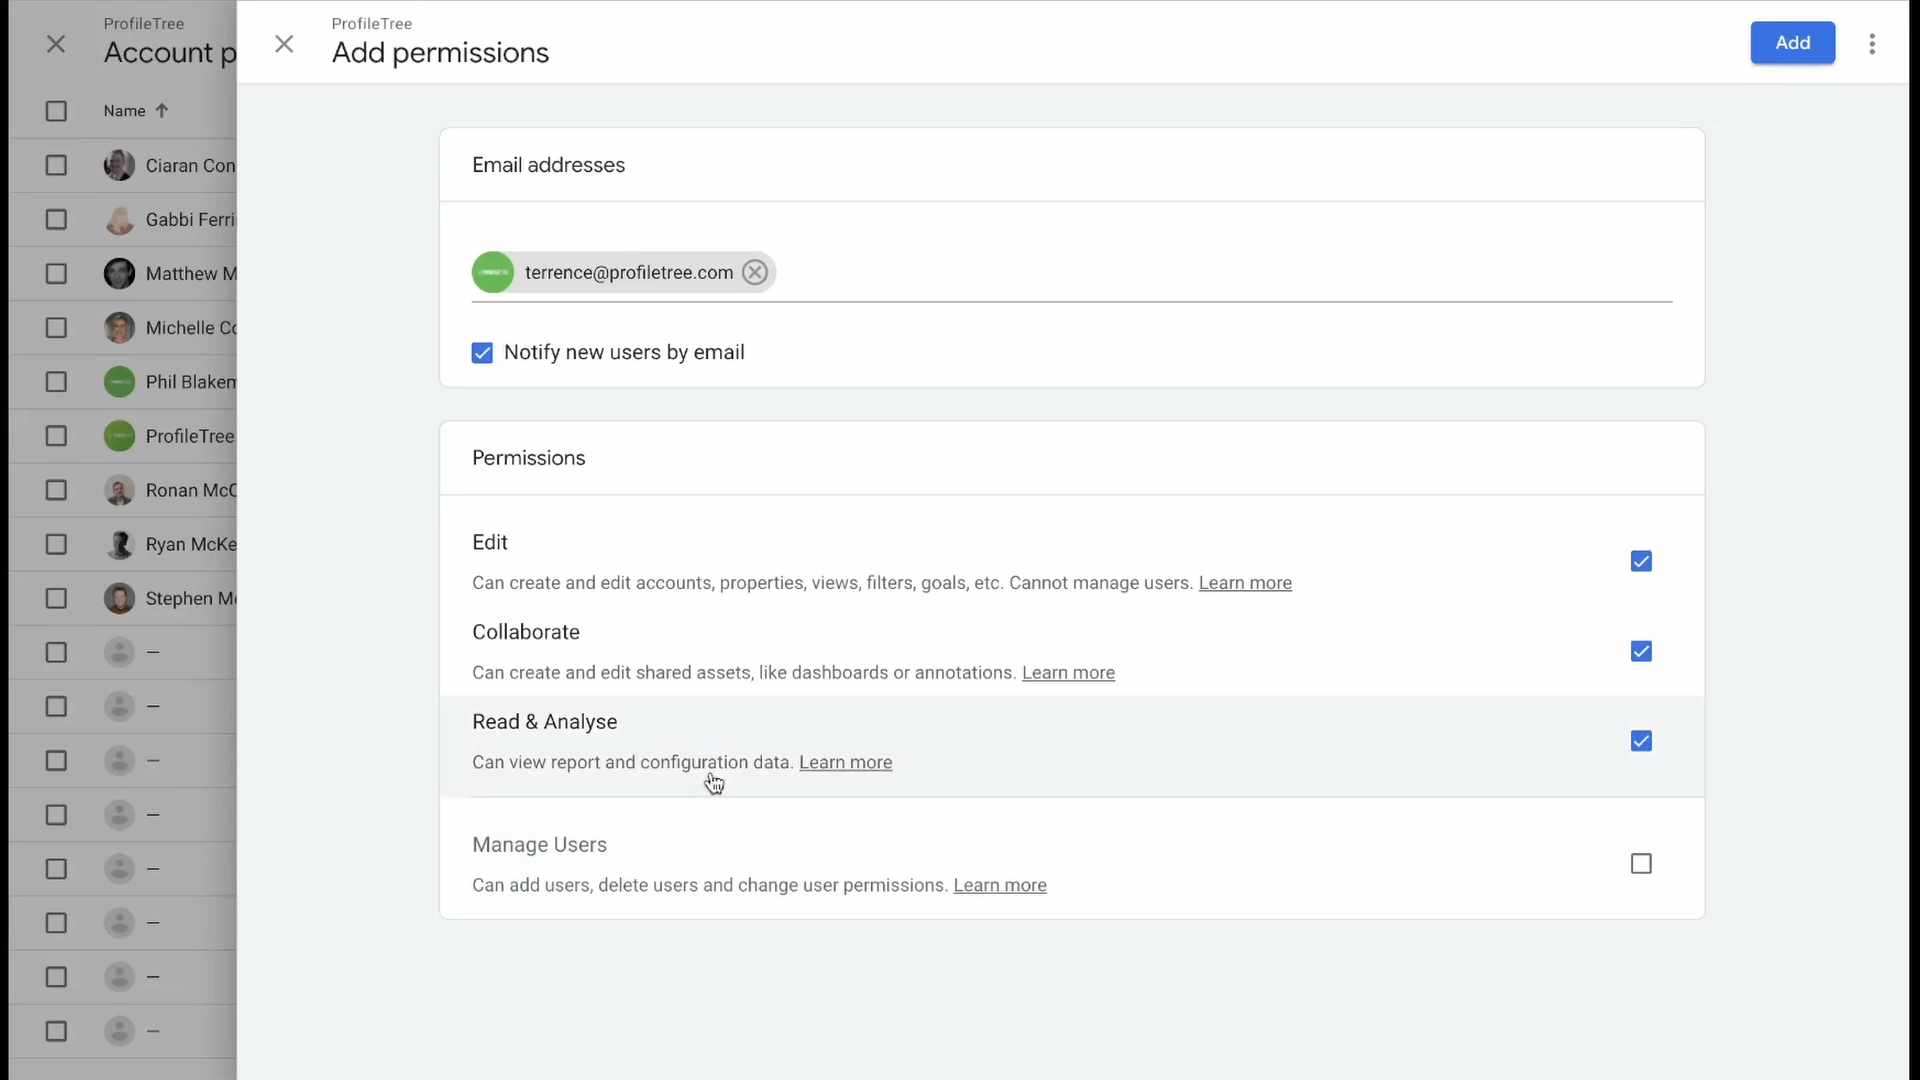 ProfileTree
Account p
Name
Ciaran Con
Gabbi Ferri
Matthew M
Michelle Co
Phil Blakem
ProfileTree
Ronan McC
Ryan McKe
Stephen Mc
—
—
—
—
—
—
—
—
ProfileTree
Add permissions
Add
Email addresses
terrence@profiletree.com
Notify new users by email
Permissions
Edit
Can create and edit accounts, properties, views, filters, goals, etc. Cannot manage users. Learn more
Collaborate
Can create and edit shared assets, like dashboards or annotations. Learn more
Read & Analyse
Can view report and configuration data. Learn more
Manage Users
Can add users, delete users and change user permissions. Learn more